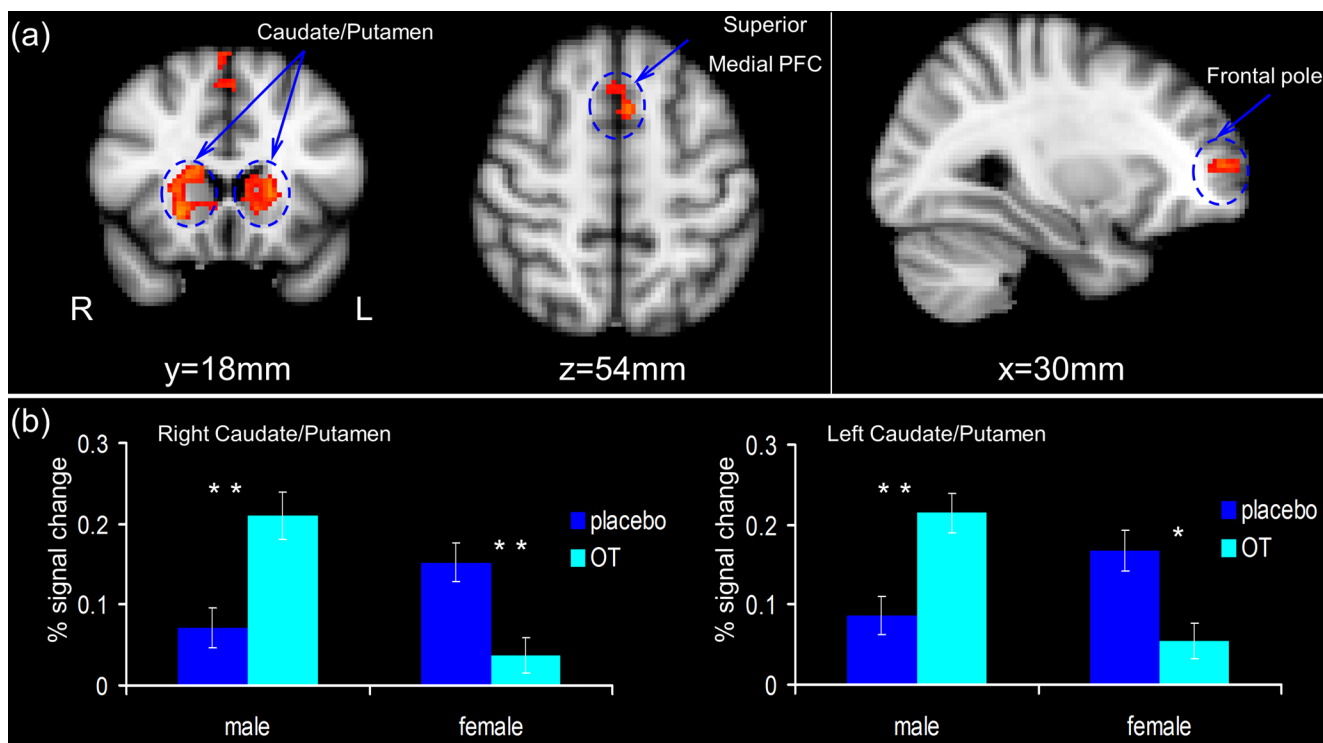 (a)
Caudate/Putamen
Superior
Medial PFC
Frontal pole
R
L
y=18mm
z=54mm
x=30mm
(b)
Right Caudate/Putamen
% signal change
0.3
0.2
0.1
0
* *
* *
placebo
OT
male
female
Left Caudate/Putamen
% signal change
0.3
0.2
0.1
0
* *
*
placebo
OT
male
female